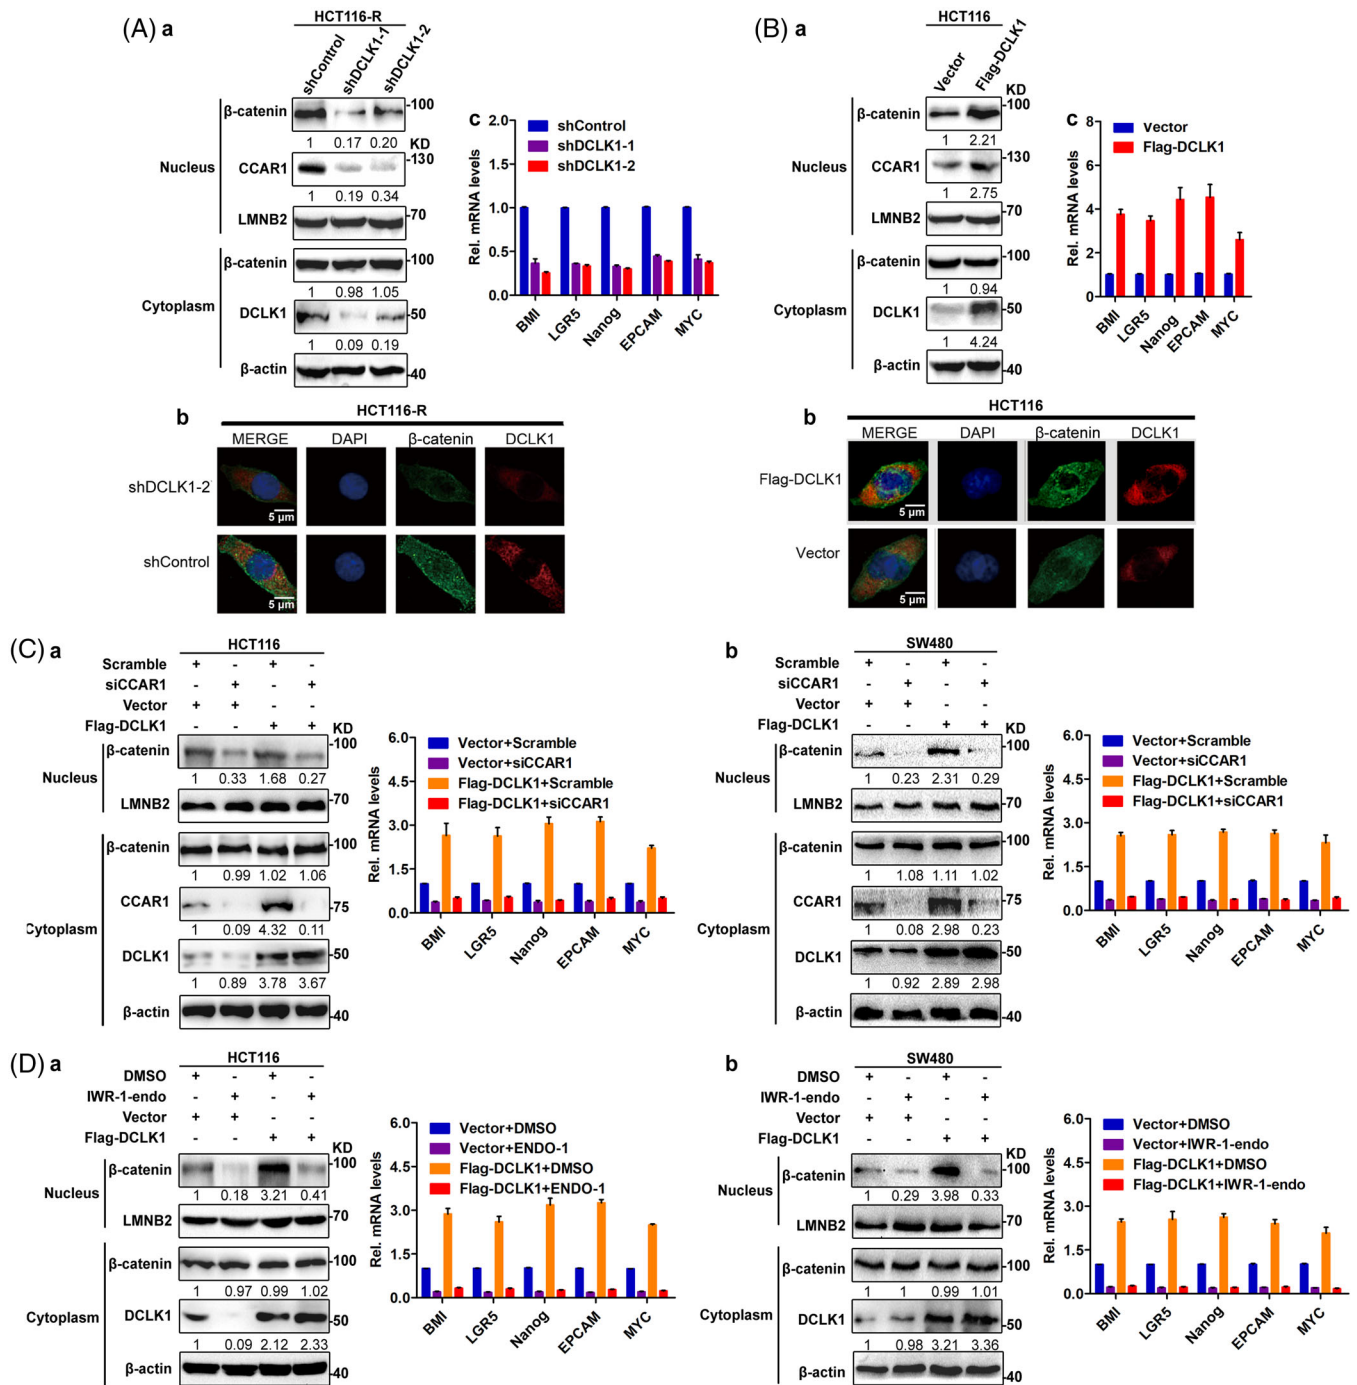 (A) a
HCT116-R
shControl
shDCLK1-1
shDCLK1-2
β-catenin
-100
1 0.17 0.20 KD
Nucleus
CCAR1
-130
1 0.19 0.34
LMNB2
-70
β-catenin
-100
1 0.98 1.05
Cytoplasm
DCLK1
-50
1 0.09 0.19
β-actin
-40
c
shControl
shDCLK1-1
shDCLK1-2
Rel. mRNA levels
2.0
1.5
1.0
0.5
0.0
BMI
LGR5
Nanog
EPCAM
MYC
b
HCT116-R
MERGE DAPI β-catenin DCLK1
shDCLK1-2
5 μm
shControl
5 μm
(B) a
HCT116
Vector
Flag-DCLK1
KD
β-catenin
-100
1 2.21
Nucleus
CCAR1
-130
1 2.75
LMNB2
-70
β-catenin
-100
1 0.94
Cytoplasm
DCLK1
-50
1 4.24
β-actin
-40
c
Vector
Flag-DCLK1
Rel. mRNA levels
8
6
4
2
0
BMI
LGR5
Nanog
EPCAM
MYC
b
HCT116
MERGE DAPI β-catenin DCLK1
Flag-DCLK1
5 μm
Vector
5 μm
(C) a
HCT116
Scramble + - + -
siCCAR1 - + - +
Vector + + - -
Flag-DCLK1 - - + + KD
β-catenin
-100
Nucleus
1 0.33 1.68 0.27
LMNB2
-70
β-catenin
-100
1 0.99 1.02 1.06
CCAR1
-75
Cytoplasm
1 0.09 4.32 0.11
DCLK1
-50
1 0.89 3.78 3.67
β-actin
-40
Vector+Scramble
Vector+siCCAR1
Flag-DCLK1+Scramble
Flag-DCLK1+siCCAR1
Rel. mRNA levels
6.0
4.5
3.0
1.5
0.0
BMI
LGR5
Nanog
EPCAM
MYC
b
SW480
Scramble + - + -
siCCAR1 - + - +
Vector + + - -
Flag-DCLK1 - - + + KD
β-catenin
-100
Nucleus
1 0.23 2.31 0.29
LMNB2
-70
β-catenin
-100
1 1.08 1.11 1.02
CCAR1
-75
Cytoplasm
1 0.08 2.98 0.23
DCLK1
-50
1 0.92 2.89 2.98
β-actin
-40
Vector+Scramble
Vector+siCCAR1
Flag-DCLK1+Scramble
Flag-DCLK1+siCCAR1
Rel. mRNA levels
6.0
4.5
3.0
1.5
0.0
BMI
LGR5
Nanog
EPCAM
MYC
(D) a
HCT116
DMSO + - + -
IWR-1-endo - + - +
Vector + + - -
Flag-DCLK1 - - + + KD
β-catenin
-100
Nucleus
1 0.18 3.21 0.41
LMNB2
-70
β-catenin
-100
1 0.97 0.99 1.02
Cytoplasm
DCLK1
-50
1 0.09 2.12 2.33
β-actin
-40
Vector+DMSO
Vector+ENDO-1
Flag-DCLK1+DMSO
Flag-DCLK1+ENDO-1
Rel. mRNA levels
6.0
4.5
3.0
1.5
0.0
BMI
LGR5
Nanog
EPCAM
MYC
b
SW480
DMSO + - + -
IWR-1-endo - + - +
Vector + + - -
Flag-DCLK1 - - + + KD
β-catenin
-100
Nucleus
1 0.29 3.98 0.33
LMNB2
-70
β-catenin
-100
1 1 0.99 1.01
Cytoplasm
DCLK1
-50
1 0.98 3.21 3.36
β-actin
-40
Vector+DMSO
Vector+IWR-1-endo
Flag-DCLK1+DMSO
Flag-DCLK1+IWR-1-endo
Rel. mRNA levels
6.0
4.5
3.0
1.5
0.0
BMI
LGR5
Nanog
EPCAM
MYC